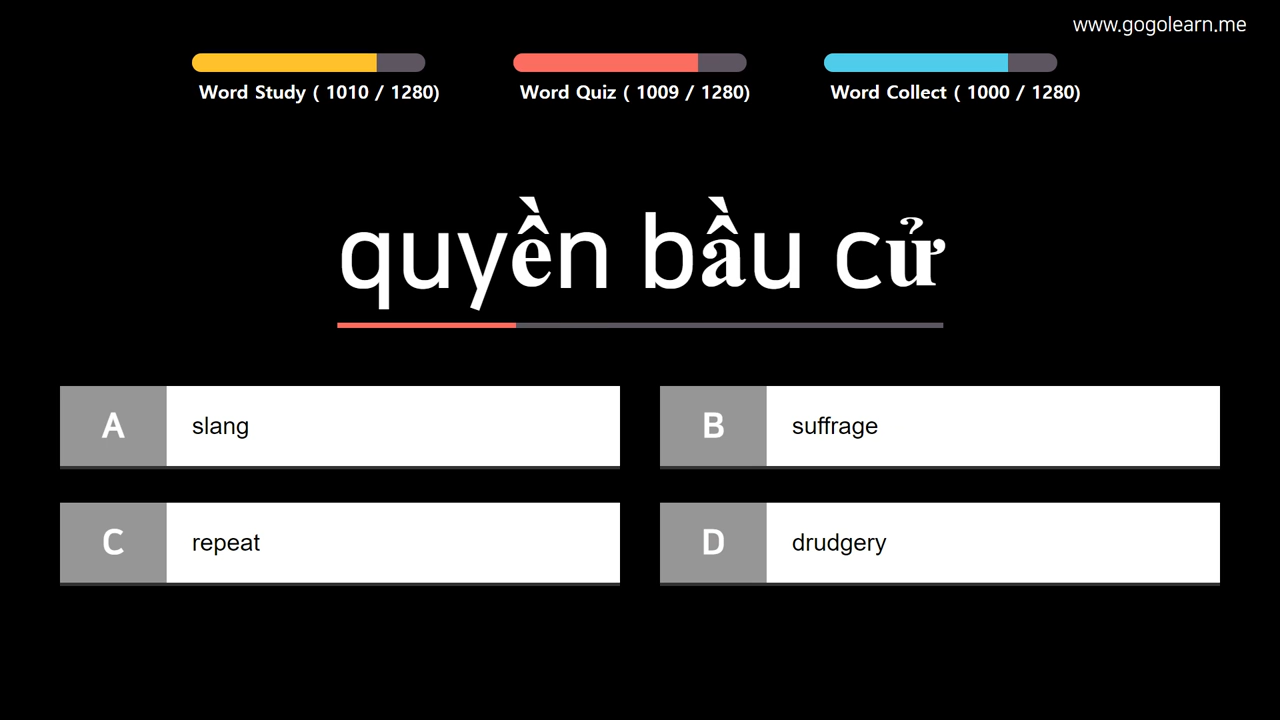 www.gogolearn.me
Word Study ( 1010 / 1280)
Word Quiz ( 1009 / 1280)
Word Collect ( 1000 / 1280)
quyền bầu cử
A slang
B suffrage
C repeat
D drudgery